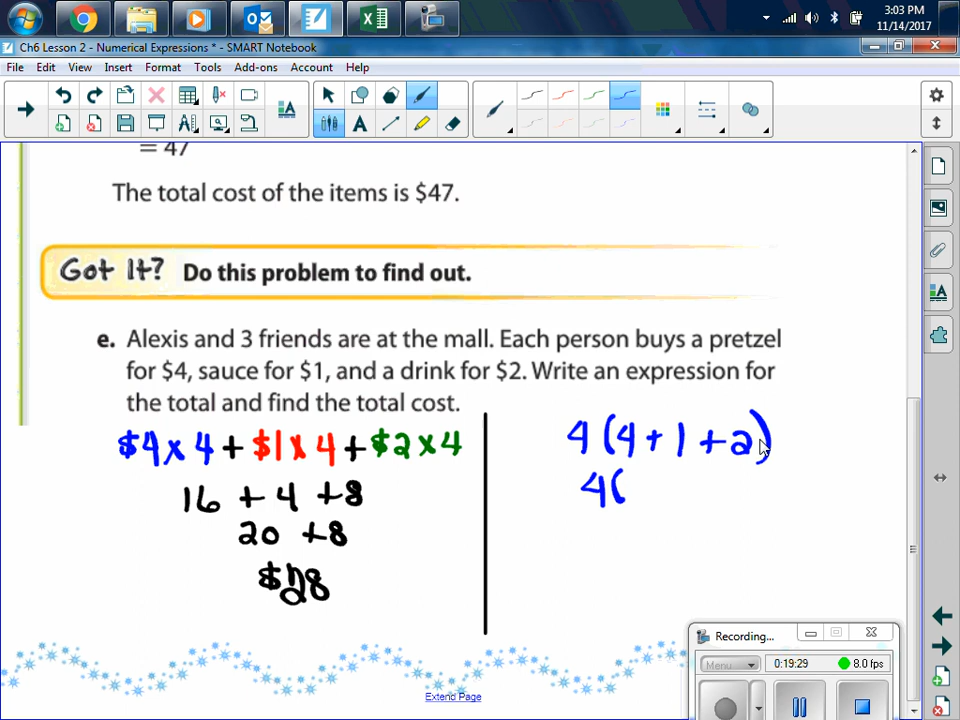 3:03 PM
11/14/2017
Ch6 Lesson 2 - Numerical Expressions * - SMART Notebook
File Edit View Insert Format Tools Add-ons Account Help
= 47
The total cost of the items is $47.
Got It? Do this problem to find out.
e. Alexis and 3 friends are at the mall. Each person buys a pretzel
for $4, sauce for $1, and a drink for $2. Write an expression for
the total and find the total cost.
$4 x 4 + $1 x 4 + $2 x 4
16 + 4 + 8
20 + 8
$28
4(4 + 1 + 2)
4(
Recording...
Menu
0:19:29
8.0 fps
Extend Page